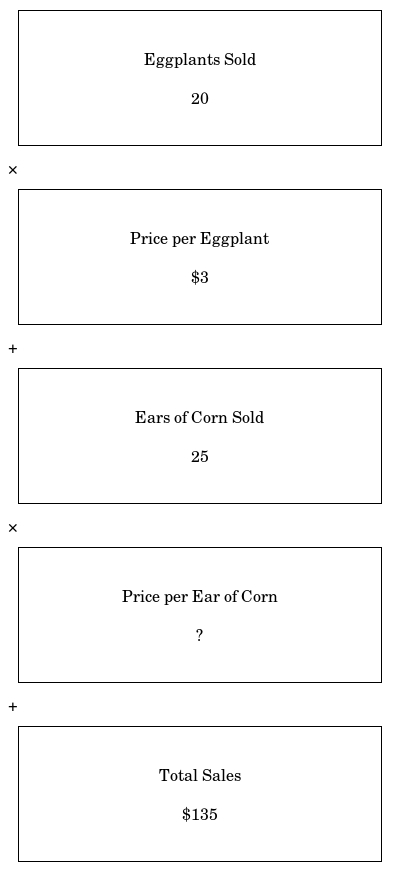 Eggplants Sold
20
×
Price per Eggplant
$3
+
Ears of Corn Sold
25
×
Price per Ear of Corn
?
+
Total Sales
$135